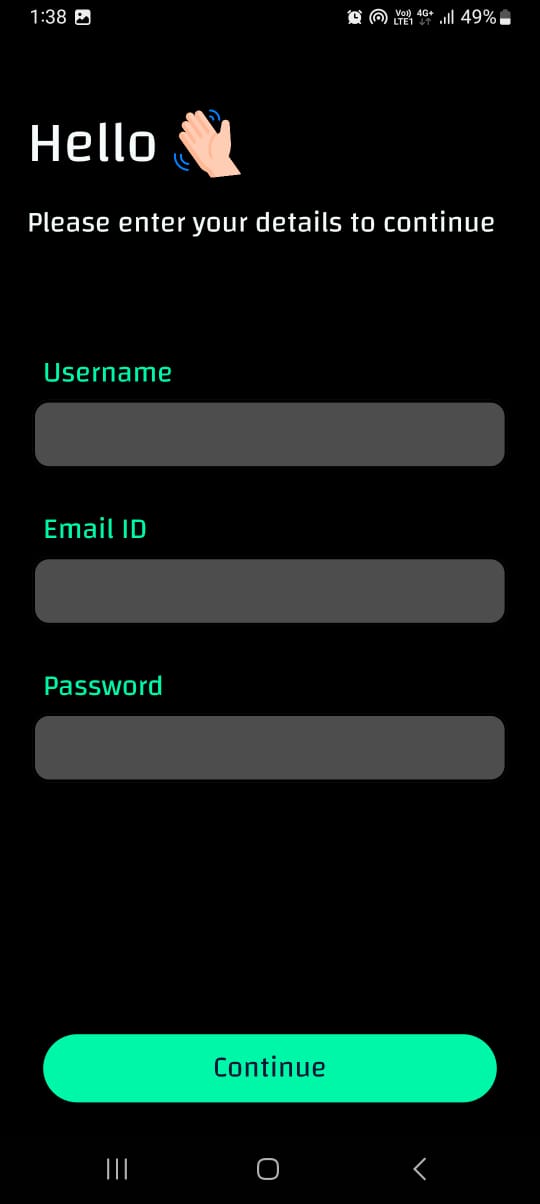 1:38 Vo) LTE1 4G+ 49%
Hello 👋🏻
Please enter your details to continue
Username
Email ID
Password
Continue